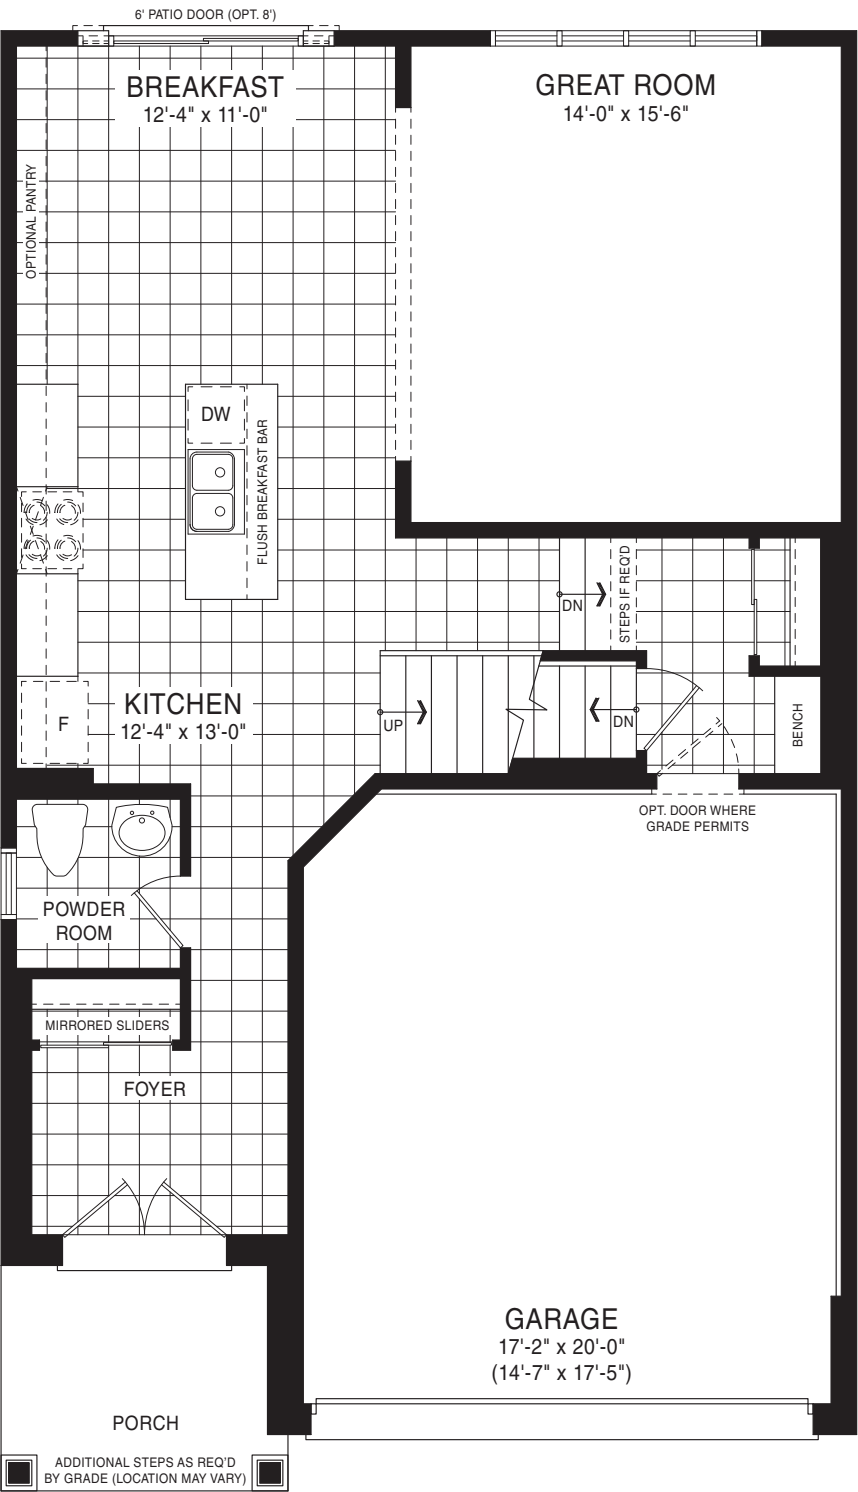 6' PATIO DOOR (OPT. 8')
BREAKFAST
12'-4" x 11'-0"
GREAT ROOM
14'-0" x 15'-6"
OPTIONAL PANTRY
DW
FLUSH BREAKFAST BAR
DN
STEPS IF REQ'D
KITCHEN
12'-4" x 13'-0"
F
UP
DN
BENCH
OPT. DOOR WHERE
GRADE PERMITS
POWDER
ROOM
MIRRORED SLIDERS
FOYER
GARAGE
17'-2" x 20'-0"
(14'-7" x 17'-5")
PORCH
ADDITIONAL STEPS AS REQ'D
BY GRADE (LOCATION MAY VARY)